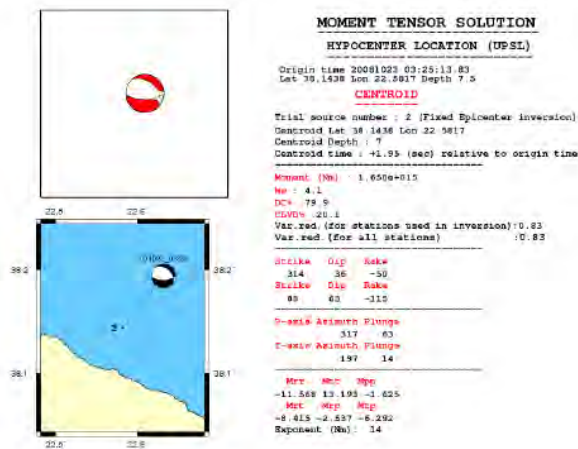 MOMENT TENSOR SOLUTION
HYPOCENTER LOCATION (UPSL)
Origin time 20081023 03:25:13.83
Lat 38.1438 Lon 22.5817 Depth 7.5
CENTROID
Trial source number : 2 (Fixed Epicenter inversion)
Centroid Lat 38.1438 Lon 22.5817
Centroid Depth : 7
Centroid time : +1.95 (sec) relative to origin time
Moment (Nm) : 1.650e+015
Mw : 4.1
DC% : 79.9
CLVD% : 20.1
Var.red.(for stations used in inversion):0.83
Var.red.(for all stations) :0.83
Strike Dip Rake
314 36 -50
Strike Dip Rake
63 -115
P-axis Azimuth Plunge
317 63
T-axis Azimuth Plunge
197 14
Mrr Mtt Mpp
-11.568 13.193 -1.625
Mrt Mrp Mtp
-8.415 -2.637 -6.292
Exponent (Nm): 14
22.5 22.6
38.2 38.2
2
38.1 38.1
22.5 22.6